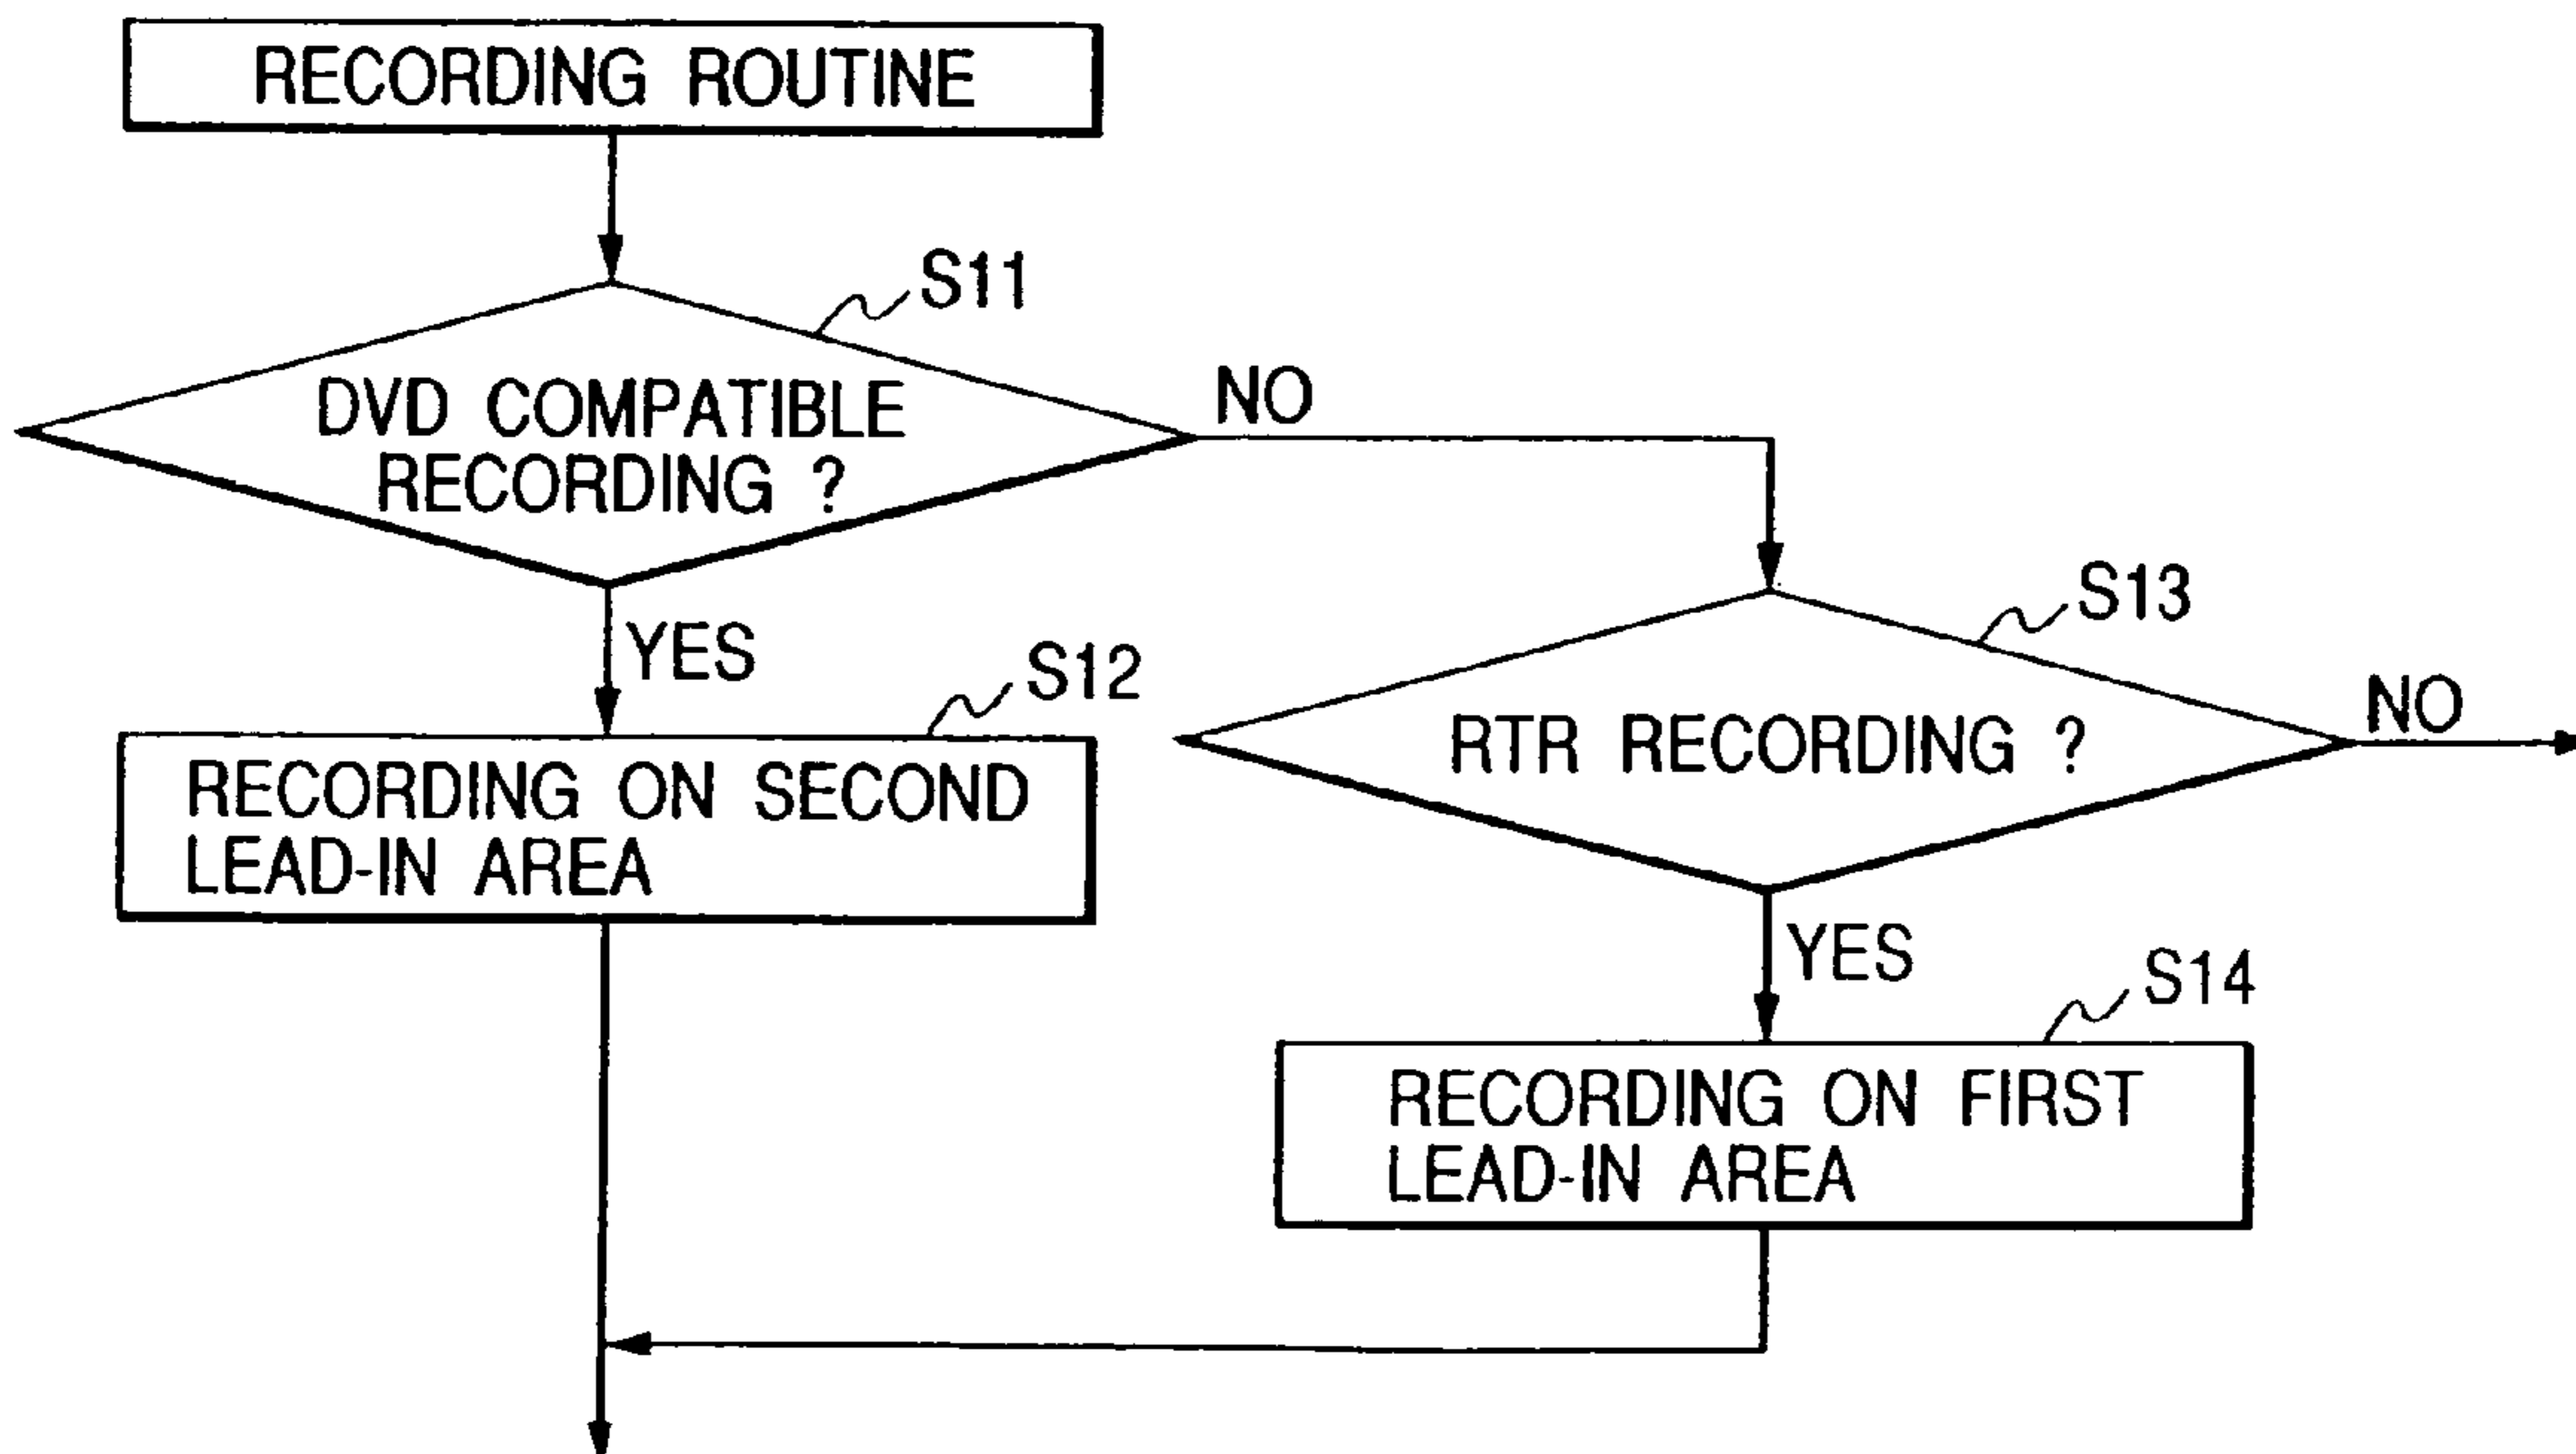 RECORDING ROUTINE
S11
DVD COMPATIBLE
RECORDING ?
NO
YES
S12
RECORDING ON SECOND
LEAD-IN AREA
S13
RTR RECORDING ?
NO
YES
S14
RECORDING ON FIRST
LEAD-IN AREA